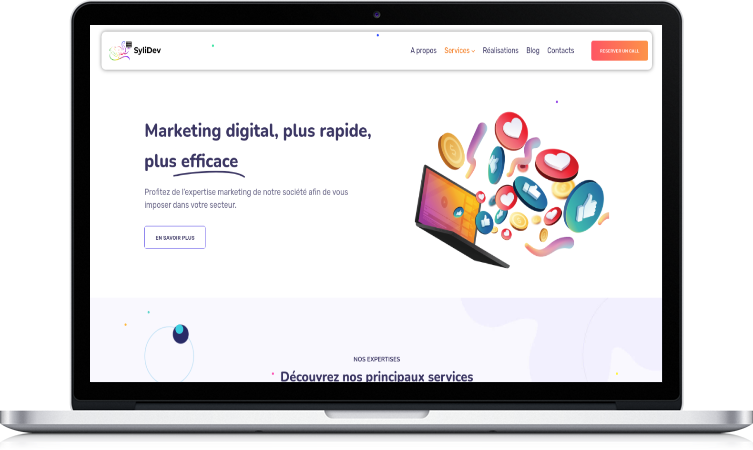 SyliDev
A propos
Services
Réalisations
Blog
Contacts
RESERVER UN CALL
Marketing digital, plus rapide,
plus efficace
Profitez de l'expertise marketing de notre société afin de vous
imposer dans votre secteur.
EN SAVOIR PLUS
NOS EXPERTISES
Découvrez nos principaux services